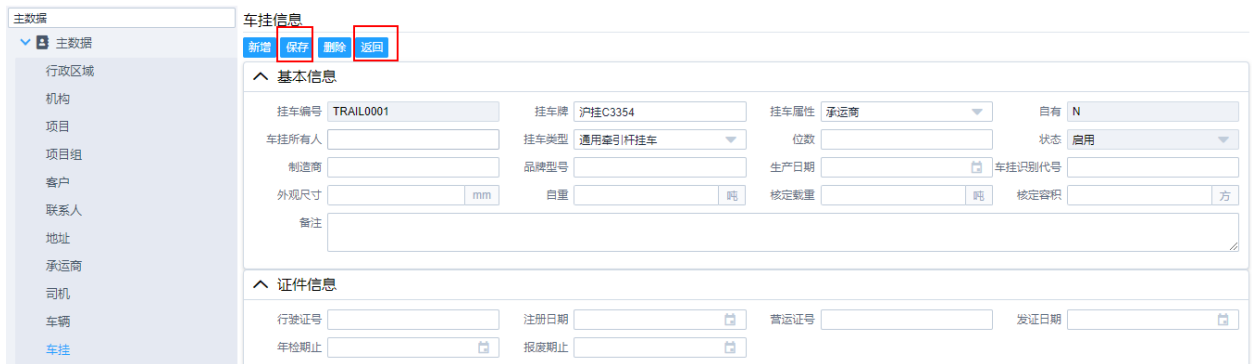 主数据
主数据
行政区域
机构
项目
项目组
客户
联系人
地址
承运商
司机
车辆
车挂
车挂信息
新增 保存 删除 返回
基本信息
挂车编号 TRAIL0001 挂车牌 沪挂C3354 挂车属性 承运商 自有 N
车挂所有人 挂车类型 通用牵引杆挂车 位数 状态 启用
制造商 品牌型号 生产日期 车挂识别代号
外观尺寸 mm 自重 吨 核定载重 吨 核定容积 方
备注
证件信息
行驶证号 注册日期 营运证号 发证日期
年检期止 报废期止